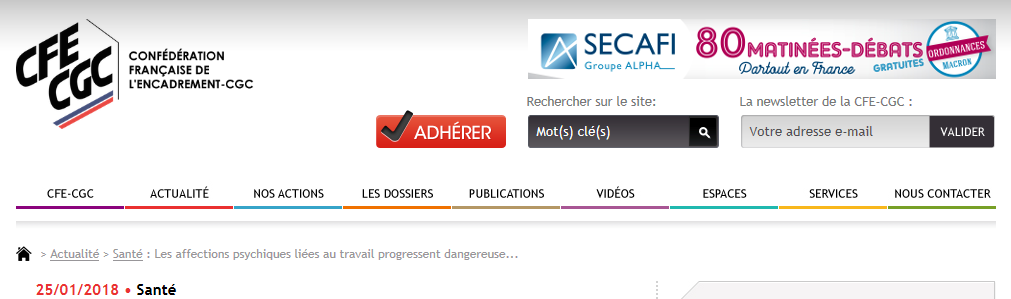 CFE
CGC
CONFÉDÉRATION
FRANÇAISE DE
L'ENCADREMENT-CGC
SECAFI
Groupe ALPHA
80 MATINÉES-DÉBATS
Partout en France GRATUITES
ORDONNANCES
MACRON
ADHÉRER
Rechercher sur le site:
Mot(s) clé(s)
La newsletter de la CFE-CGC :
Votre adresse e-mail VALIDER
CFE-CGC ACTUALITÉ NOS ACTIONS LES DOSSIERS PUBLICATIONS VIDÉOS ESPACES SERVICES NOUS CONTACTER
> Actualité > Santé : Les affections psychiques liées au travail progressent dangereuse...
25/01/2018 • Santé